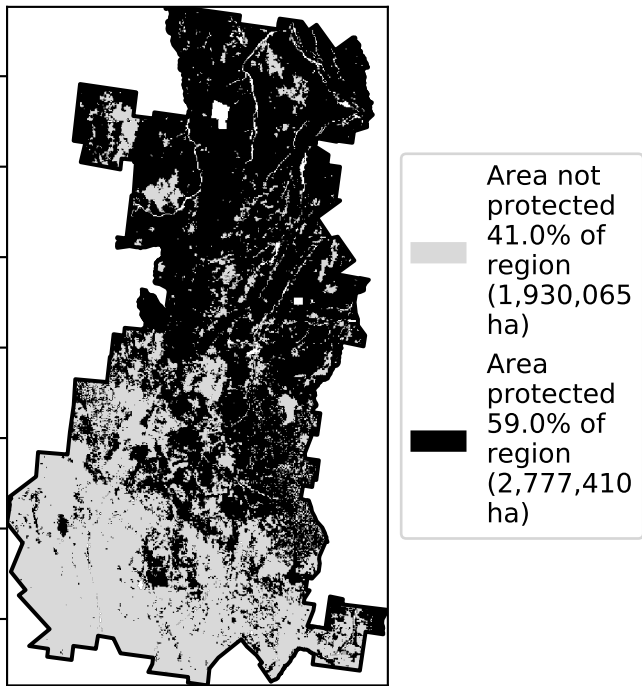 Area not
protected
41.0% of
region
(1,930,065
ha)
Area
protected
59.0% of
region
(2,777,410
ha)